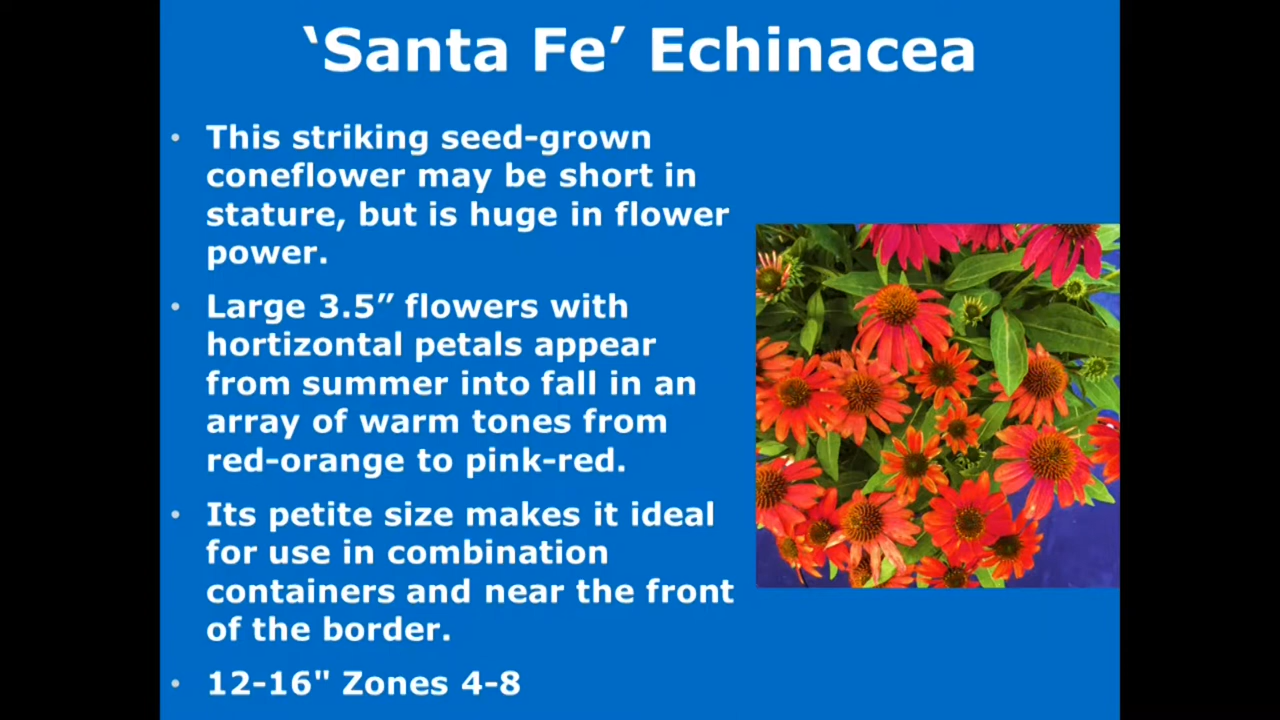 ‘Santa Fe’ Echinacea
• This striking seed-grown
coneflower may be short in
stature, but is huge in flower
power.
• Large 3.5” flowers with
hortizontal petals appear
from summer into fall in an
array of warm tones from
red-orange to pink-red.
• Its petite size makes it ideal
for use in combination
containers and near the front
of the border.
• 12-16" Zones 4-8